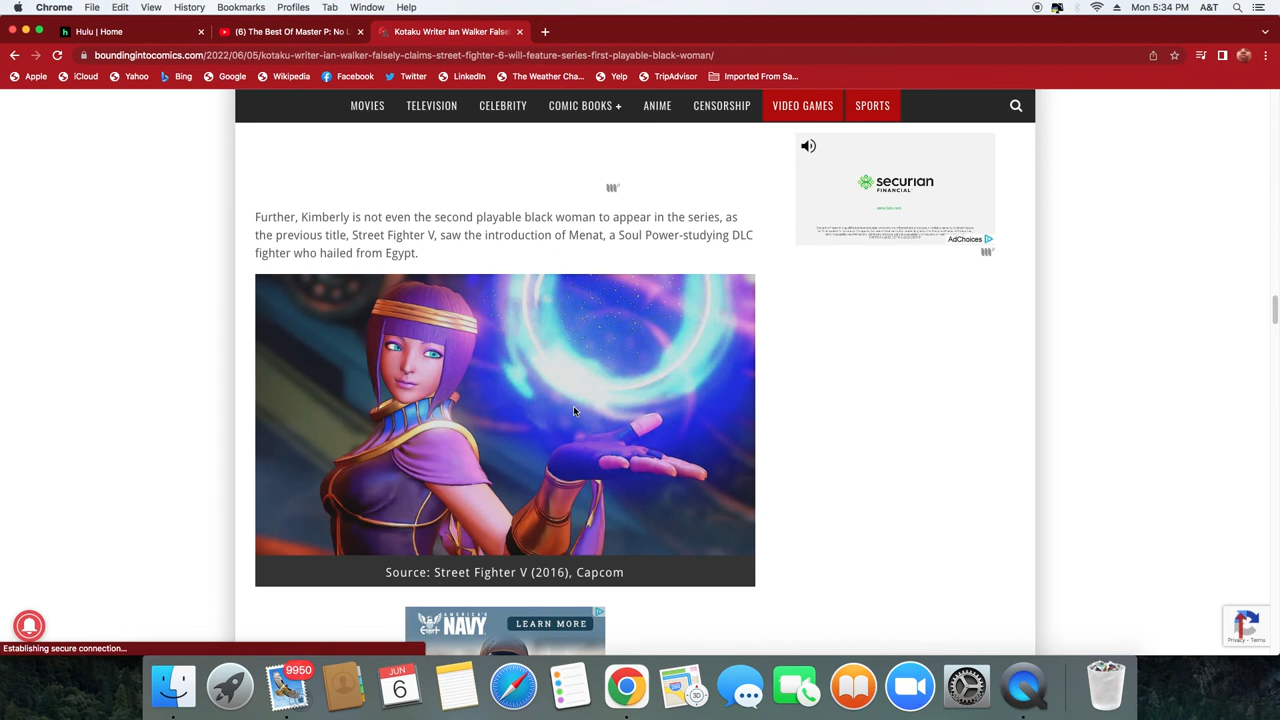 Chrome File Edit View History Bookmarks Profiles Tab Window Help Mon 5:34 PM A&T
Hulu | Home (6) The Best Of Master P: No L Kotaku Writer Ian Walker Falsel
boundingintocomics.com/2022/06/05/kotaku-writer-ian-walker-falsely-claims-street-fighter-6-will-feature-series-first-playable-black-woman/
Apple iCloud Yahoo Bing Google Wikipedia Facebook Twitter LinkedIn The Weather Cha... Yelp TripAdvisor Imported From Sa...
MOVIES TELEVISION CELEBRITY COMIC BOOKS + ANIME CENSORSHIP VIDEO GAMES SPORTS
securian
FINANCIAL
AdChoices
Further, Kimberly is not even the second playable black woman to appear in the series, as
the previous title, Street Fighter V, saw the introduction of Menat, a Soul Power-studying DLC
fighter who hailed from Egypt.
Source: Street Fighter V (2016), Capcom
AMERICA'S
NAVY
LEARN MORE
Privacy - Terms
Establishing secure connection...
9950
JUN
6
3D